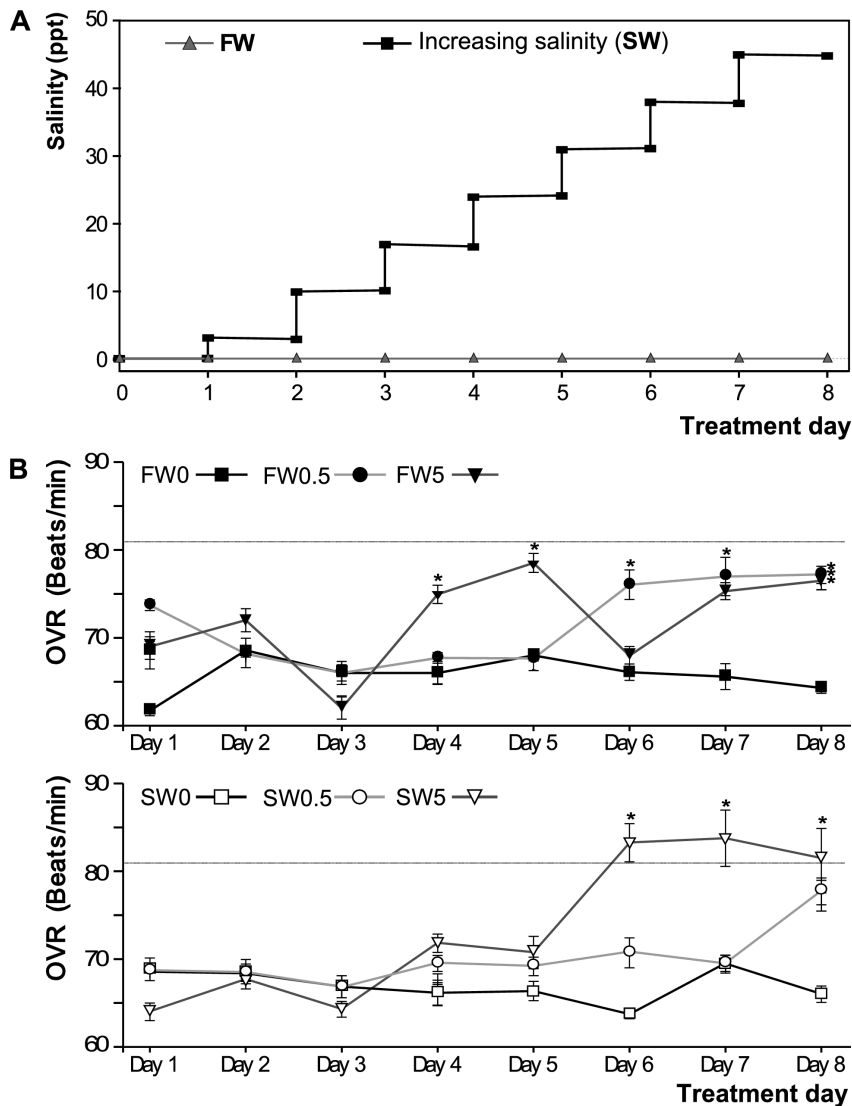 A
Salinity (ppt)
FW
Increasing salinity (SW)
50
40
30
20
10
0
0 1 2 3 4 5 6 7 8
Treatment day
B
OVR (Beats/min)
FW0 FW0.5 FW5
90
80
70
60
* * * * * * *
Day 1 Day 2 Day 3 Day 4 Day 5 Day 6 Day 7 Day 8
OVR (Beats/min)
SW0 SW0.5 SW5
90
80
70
60
* * *
Day 1 Day 2 Day 3 Day 4 Day 5 Day 6 Day 7 Day 8
Treatment day